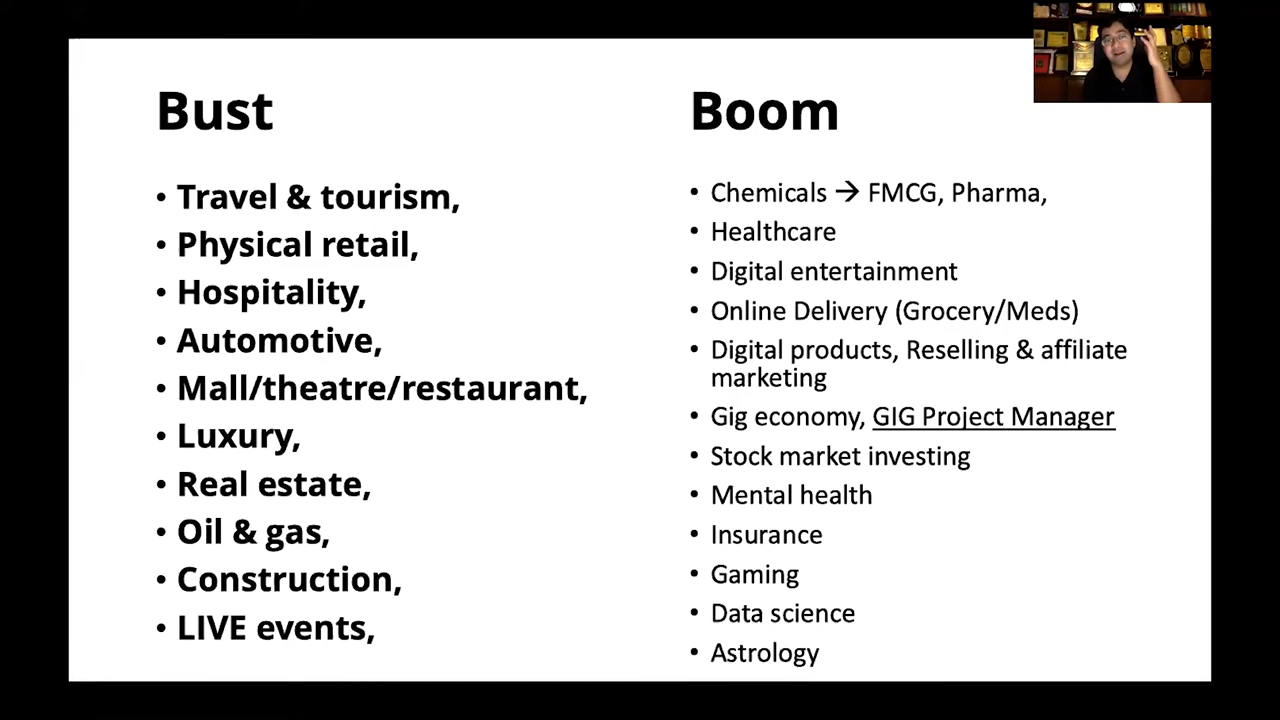 Bust
• Travel & tourism,
• Physical retail,
• Hospitality,
• Automotive,
• Mall/theatre/restaurant,
• Luxury,
• Real estate,
• Oil & gas,
• Construction,
• LIVE events,
Boom
• Chemicals → FMCG, Pharma,
• Healthcare
• Digital entertainment
• Online Delivery (Grocery/Meds)
• Digital products, Reselling & affiliate
marketing
• Gig economy, GIG Project Manager
• Stock market investing
• Mental health
• Insurance
• Gaming
• Data science
• Astrology